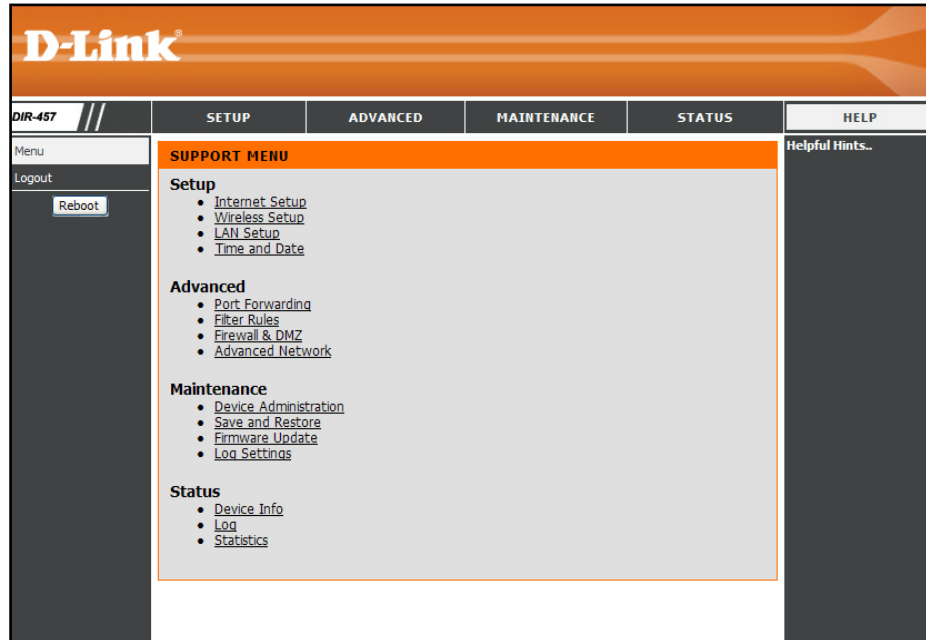 D-Link®
DIR-457
SETUP
ADVANCED
MAINTENANCE
STATUS
HELP
Menu
Logout
Reboot
SUPPORT MENU
Setup
• Internet Setup
• Wireless Setup
• LAN Setup
• Time and Date
Advanced
• Port Forwarding
• Filter Rules
• Firewall & DMZ
• Advanced Network
Maintenance
• Device Administration
• Save and Restore
• Firmware Update
• Log Settings
Status
• Device Info
• Log
• Statistics
Helpful Hints..